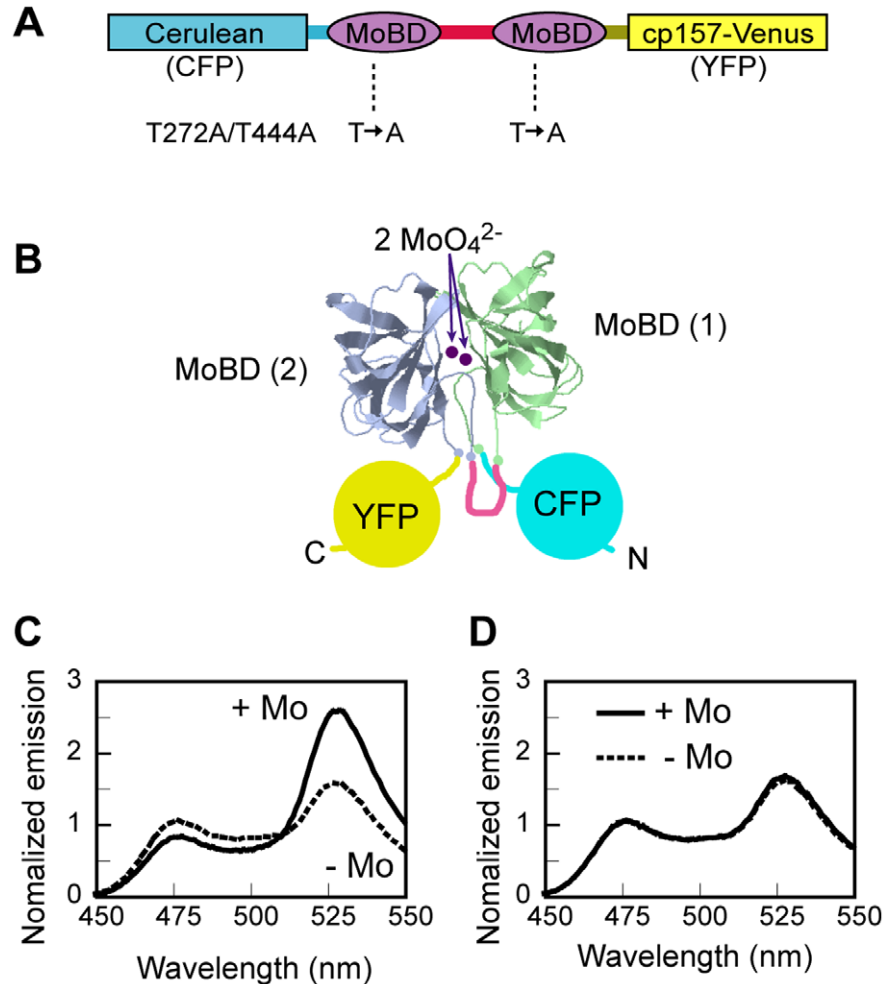 A
Cerulean
MoBD
MoBD
cp157-Venus
(CFP)
(YFP)
T272A/T444A
T→A
T→A
B
2 MoO₄²⁻
MoBD (1)
MoBD (2)
YFP
CFP
C
N
C
Nomalized emission
3
2
1
0
+ Mo
- Mo
450
475
500
525
550
Wavelength (nm)
D
Nomalized emission
3
2
1
0
+ Mo
- Mo
450
475
500
525
550
Wavelength (nm)